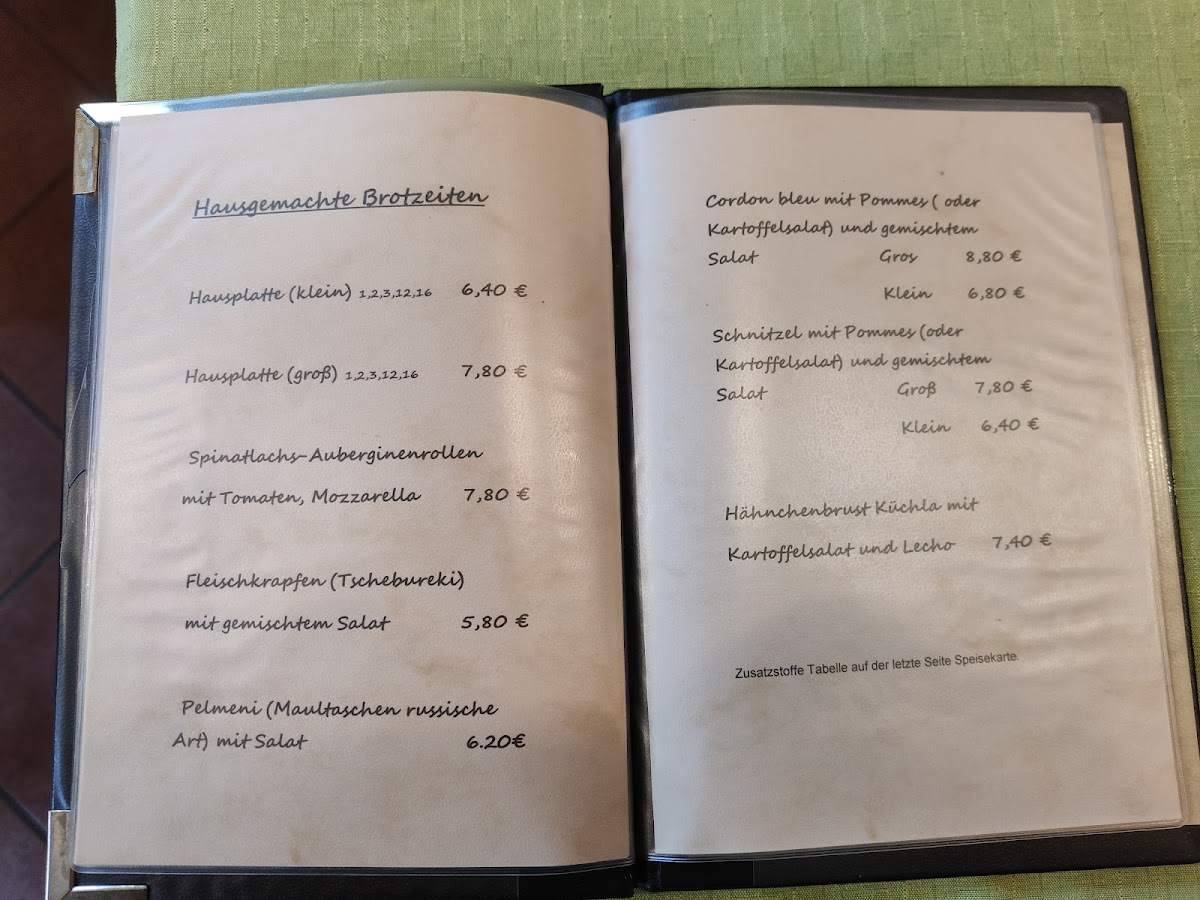 Hausgemachte Brotzeiten
Hausplatte (klein) 1,2,3,12,16 6,40 €
Hausplatte (groß) 1,2,3,12,16 7,80 €
Spinatlachs-Auberginenrollen
mit Tomaten, Mozzarella 7,80 €
Fleischkrapfen (Tschebureki)
mit gemischtem Salat 5,80 €
Pelmeni (Maultaschen russische
Art) mit Salat 6.20€
Cordon bleu mit Pommes ( oder
Kartoffelsalat) und gemischtem
Salat Gros 8,80 €
Klein 6,80 €
Schnitzel mit Pommes (oder
Kartoffelsalat) und gemischtem
Salat Groß 7,80 €
Klein 6,40 €
Hähnchenbrust Küchla mit
Kartoffelsalat und Lecho 7,40 €
Zusatzstoffe Tabelle auf der letzte Seite Speisekarte.